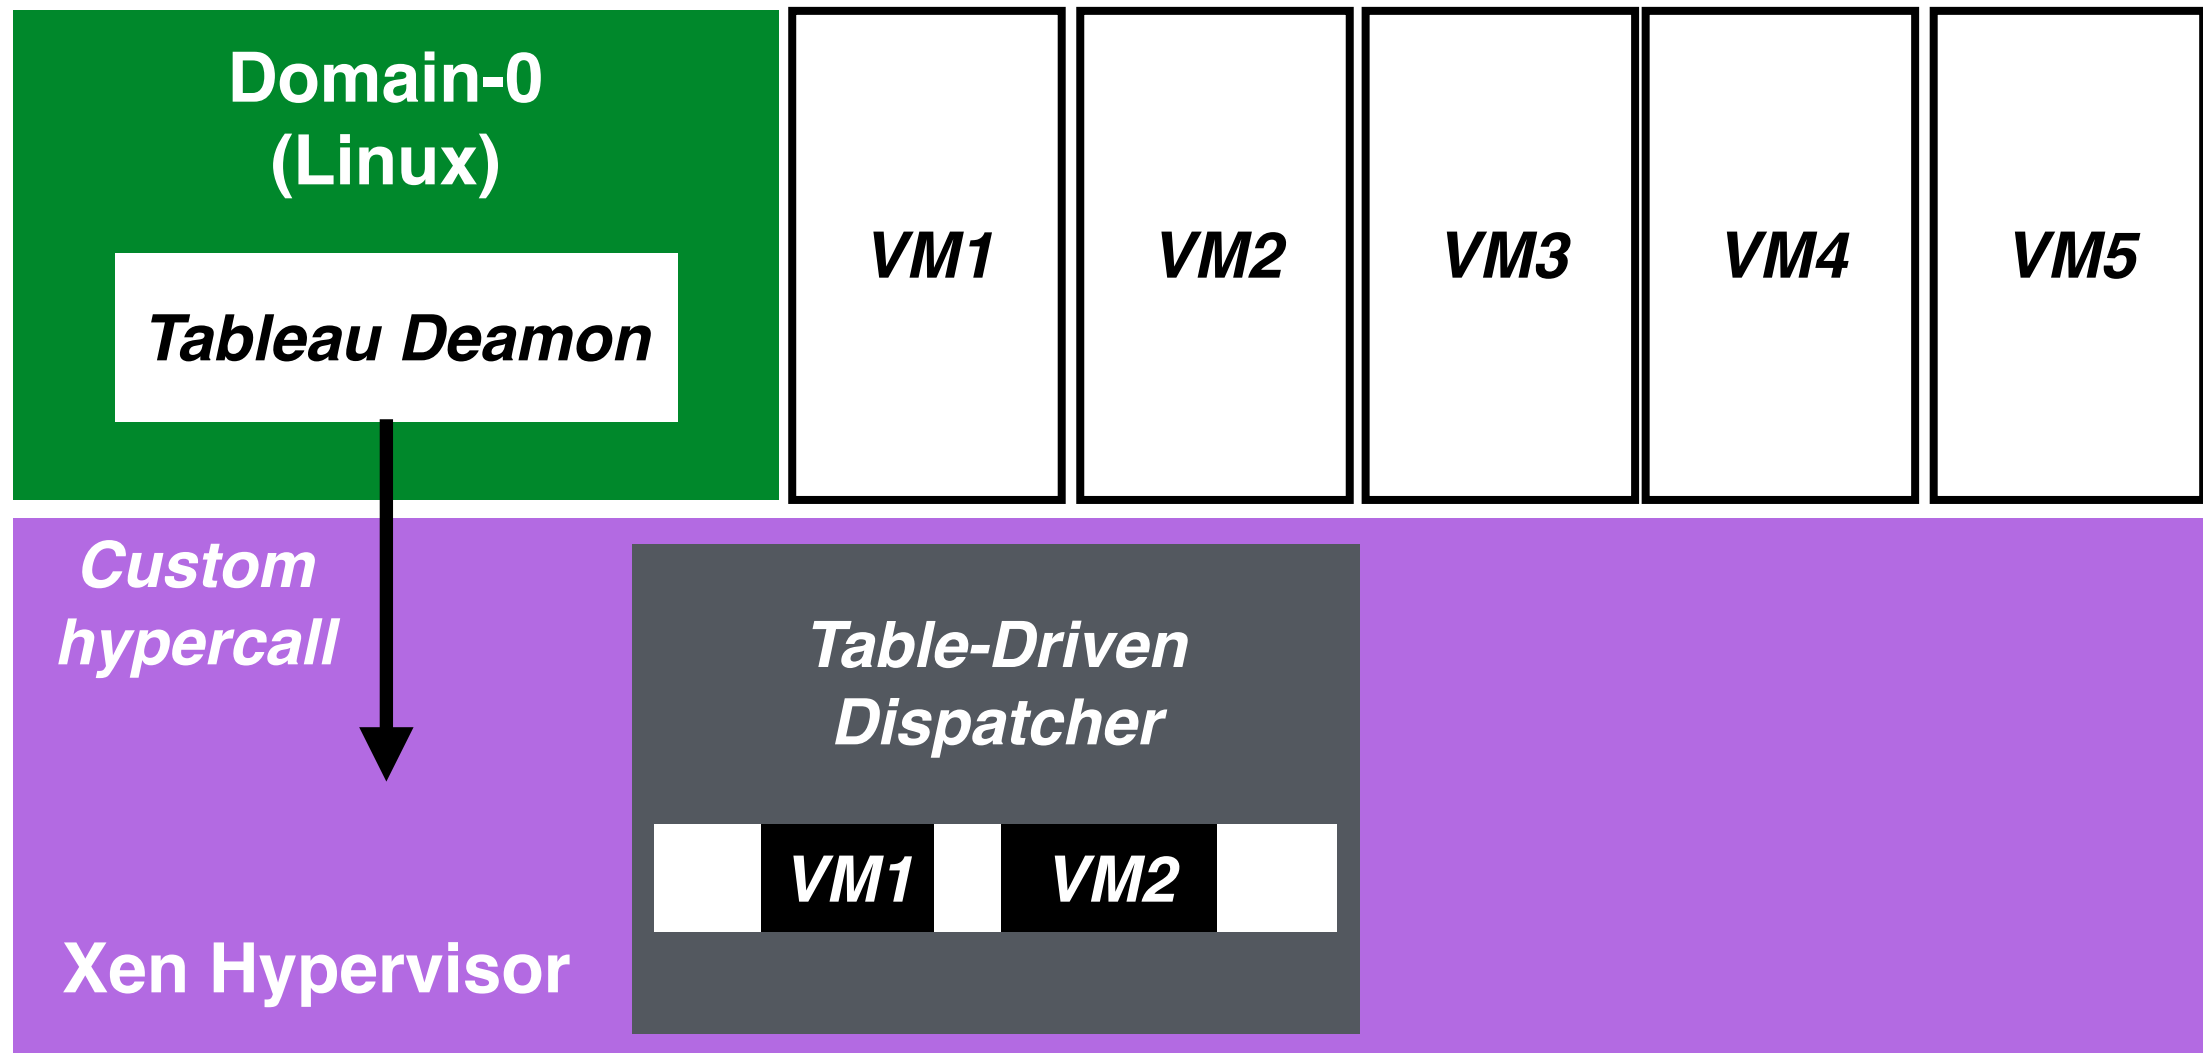 Domain-0
(Linux)
Tableau Deamon
VM1
VM2
VM3
VM4
VM5
Custom
hypercall
Table-Driven
Dispatcher
VM1
VM2
Xen Hypervisor